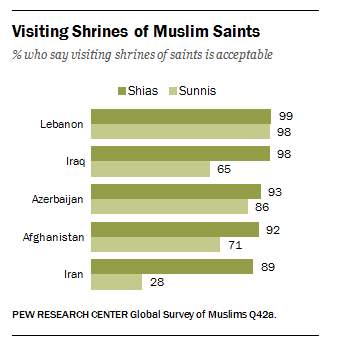 Visiting Shrines of Muslim Saints
% who say visiting shrines of saints is acceptable
Shias Sunnis
Lebanon 99
98
Iraq 98
65
Azerbaijan 93
86
Afghanistan 92
71
Iran 89
28
PEW RESEARCH CENTER Global Survey of Muslims Q42a.